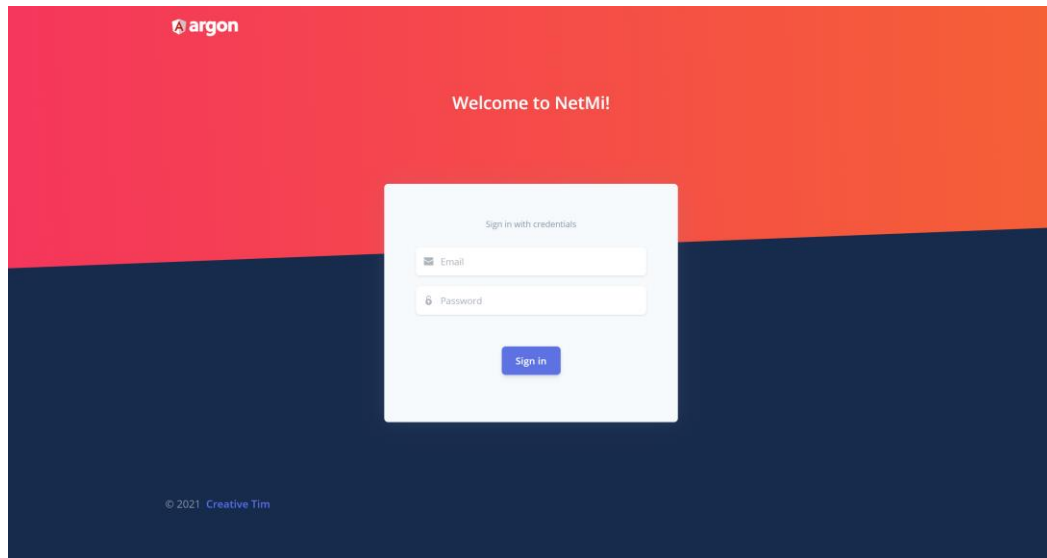 argon
Welcome to NetMi!
Sign in with credentials
Email
Password
Sign in
© 2021 Creative Tim